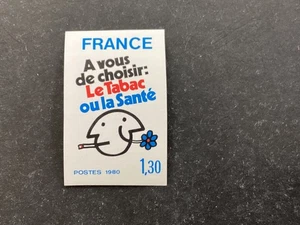 FRANCE
A vous
de choisir:
Le Tabac
ou la Santé
POSTES 1980
1,30